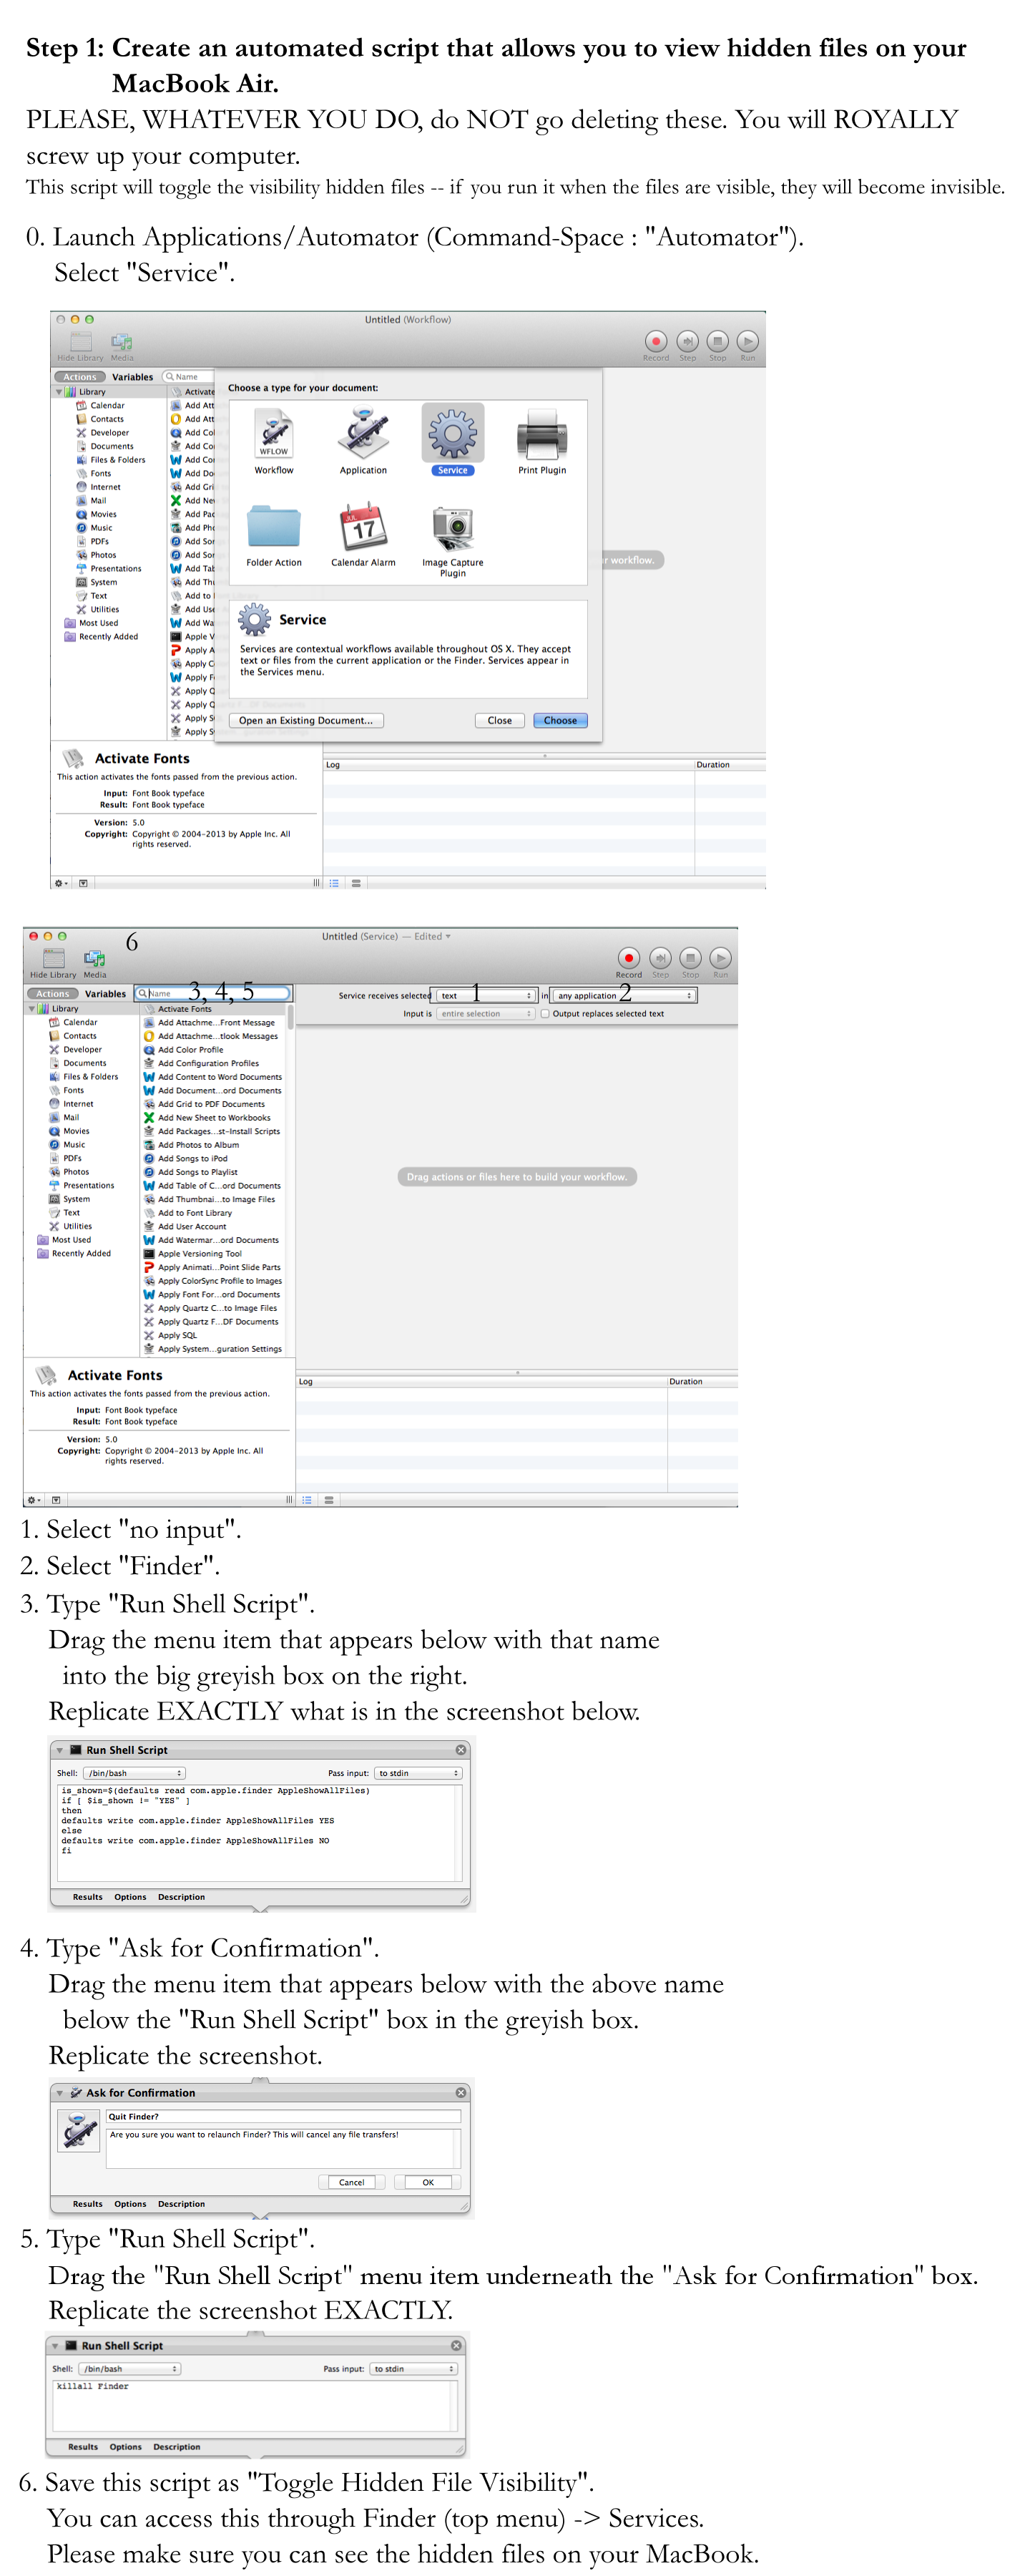 Step 1: Create an automated script that allows you to view hidden files on your
MacBook Air.
PLEASE, WHATEVER YOU DO, do NOT go deleting these. You will ROYALLY
screw up your computer.
This script will toggle the visibility hidden files -- if you run it when the files are visible, they will become invisible.
0. Launch Applications/Automator (Command-Space : "Automator").
Select "Service".
Untitled (Workflow)
Hide Library Media
Record Step Stop Run
Actions Variables Name
Choose a type for your document:
Library
Calendar
Contacts
Developer
Documents
Files & Folders
Fonts
Internet
Mail
Movies
Music
PDFs
Photos
Presentations
System
Text
Utilities
Most Used
Recently Added
Activate
Add Att
Add Att
Add Col
Add Co
Add Co
Add Do
Add Gri
Add Ne
Add Pac
Add Pho
Add Son
Add Son
Add Tab
Add Thu
Add to
Add Use
Add Wa
Apple V
Apply A
Apply C
Apply F
Apply Q
Apply Q
Apply S
Apply S
WFLOW
Workflow
Application
Service
Print Plugin
JUL 17
Folder Action
Calendar Alarm
Image Capture
Plugin
r workflow.
Service
Services are contextual workflows available throughout OS X. They accept
text or files from the current application or the Finder. Services appear in
the Services menu.
Open an Existing Document... Close Choose
Activate Fonts
This action activates the fonts passed from the previous action.
Input: Font Book typeface
Result: Font Book typeface
Version: 5.0
Copyright: Copyright © 2004-2013 by Apple Inc. All
rights reserved.
Log Duration
6
Untitled (Service) — Edited
Hide Library Media
Record Step Stop Run
Actions Variables Name 3, 4, 5
Service receives selected text 1 in any application 2
Input is entire selection Output replaces selected text
Library
Calendar
Contacts
Developer
Documents
Files & Folders
Fonts
Internet
Mail
Movies
Music
PDFs
Photos
Presentations
System
Text
Utilities
Most Used
Recently Added
Activate Fonts
Add Attachme...Front Message
Add Attachme...tlook Messages
Add Color Profile
Add Configuration Profiles
Add Content to Word Documents
Add Document...ord Documents
Add Grid to PDF Documents
Add New Sheet to Workbooks
Add Packages...st-Install Scripts
Add Photos to Album
Add Songs to iPod
Add Songs to Playlist
Add Table of C...ord Documents
Add Thumbnai...to Image Files
Add to Font Library
Add User Account
Add Watermar...ord Documents
Apple Versioning Tool
Apply Animati...Point Slide Parts
Apply ColorSync Profile to Images
Apply Font For...ord Documents
Apply Quartz C...to Image Files
Apply Quartz F...DF Documents
Apply SQL
Apply System...guration Settings
Drag actions or files here to build your workflow.
Activate Fonts
This action activates the fonts passed from the previous action.
Input: Font Book typeface
Result: Font Book typeface
Version: 5.0
Copyright: Copyright © 2004-2013 by Apple Inc. All
rights reserved.
Log Duration
1. Select "no input".
2. Select "Finder".
3. Type "Run Shell Script".
Drag the menu item that appears below with that name
into the big greyish box on the right.
Replicate EXACTLY what is in the screenshot below.
Run Shell Script
Shell: /bin/bash Pass input: to stdin
is_shown=$(defaults read com.apple.finder AppleShowAllFiles)
if [ $is_shown != "YES" ]
then
defaults write com.apple.finder AppleShowAllFiles YES
else
defaults write com.apple.finder AppleShowAllFiles NO
fi
Results Options Description
4. Type "Ask for Confirmation".
Drag the menu item that appears below with the above name
below the "Run Shell Script" box in the greyish box.
Replicate the screenshot.
Ask for Confirmation
Quit Finder?
Are you sure you want to relaunch Finder? This will cancel any file transfers!
Cancel OK
Results Options Description
5. Type "Run Shell Script".
Drag the "Run Shell Script" menu item underneath the "Ask for Confirmation" box.
Replicate the screenshot EXACTLY.
Run Shell Script
Shell: /bin/bash Pass input: to stdin
killall Finder
Results Options Description
6. Save this script as "Toggle Hidden File Visibility".
You can access this through Finder (top menu) -> Services.
Please make sure you can see the hidden files on your MacBook.